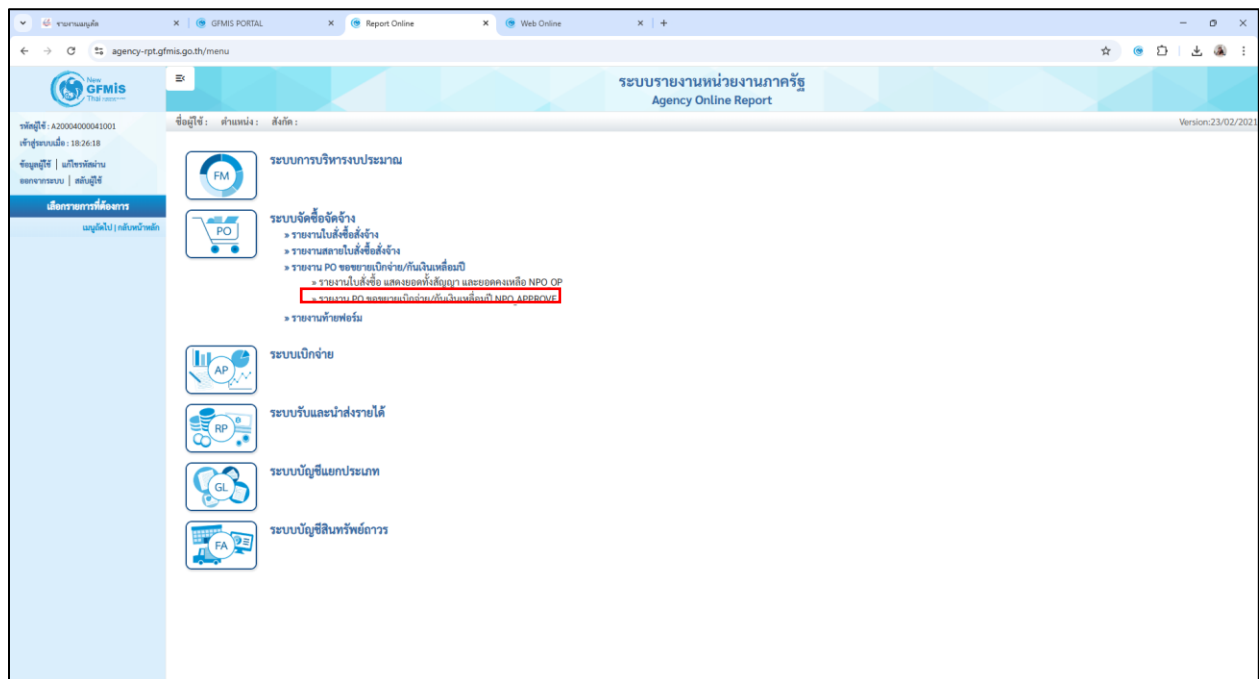 รายงานมนุคิด
GFMIS PORTAL
Report Online
Web Online
agency-rpt.gfmis.go.th/menu
New
GFMIS
Thai
ระบบรายงานหน่วยงานภาครัฐ
Agency Online Report
รหัสผู้ใช้ : A20004000041001
เข้าสู่ระบบเมื่อ : 18:26:18
ข้อมูลผู้ใช้ | แก้ไขรหัสผ่าน
ออกจากระบบ | สลับผู้ใช้
เลือกรายการที่ต้องการ
เมนูถัดไป | กลับหน้าหลัก
ชื่อผู้ใช้ : ตำแหน่ง : สังกัด :
Version:23/02/2021
FM
ระบบการบริหารงบประมาณ
PO
ระบบจัดซื้อจัดจ้าง
» รายงานใบสั่งซื้อสั่งจ้าง
» รายงานสลายใบสั่งซื้อสั่งจ้าง
» รายงาน PO ขอขยายเบิกจ่าย/กันเงินเหลื่อมปี
» รายงานใบสั่งซื้อ แสดงยอดทั้งสัญญา และยอดคงเหลือ NPO OP
» รายงาน PO ขอขยายเบิกจ่าย/กันเงินเหลื่อมปี NPO_APPROVE
» รายงานท้ายฟอร์ม
AP
ระบบเบิกจ่าย
RP
ระบบรับและนำส่งรายได้
GL
ระบบบัญชีแยกประเภท
FA
ระบบบัญชีสินทรัพย์ถาวร